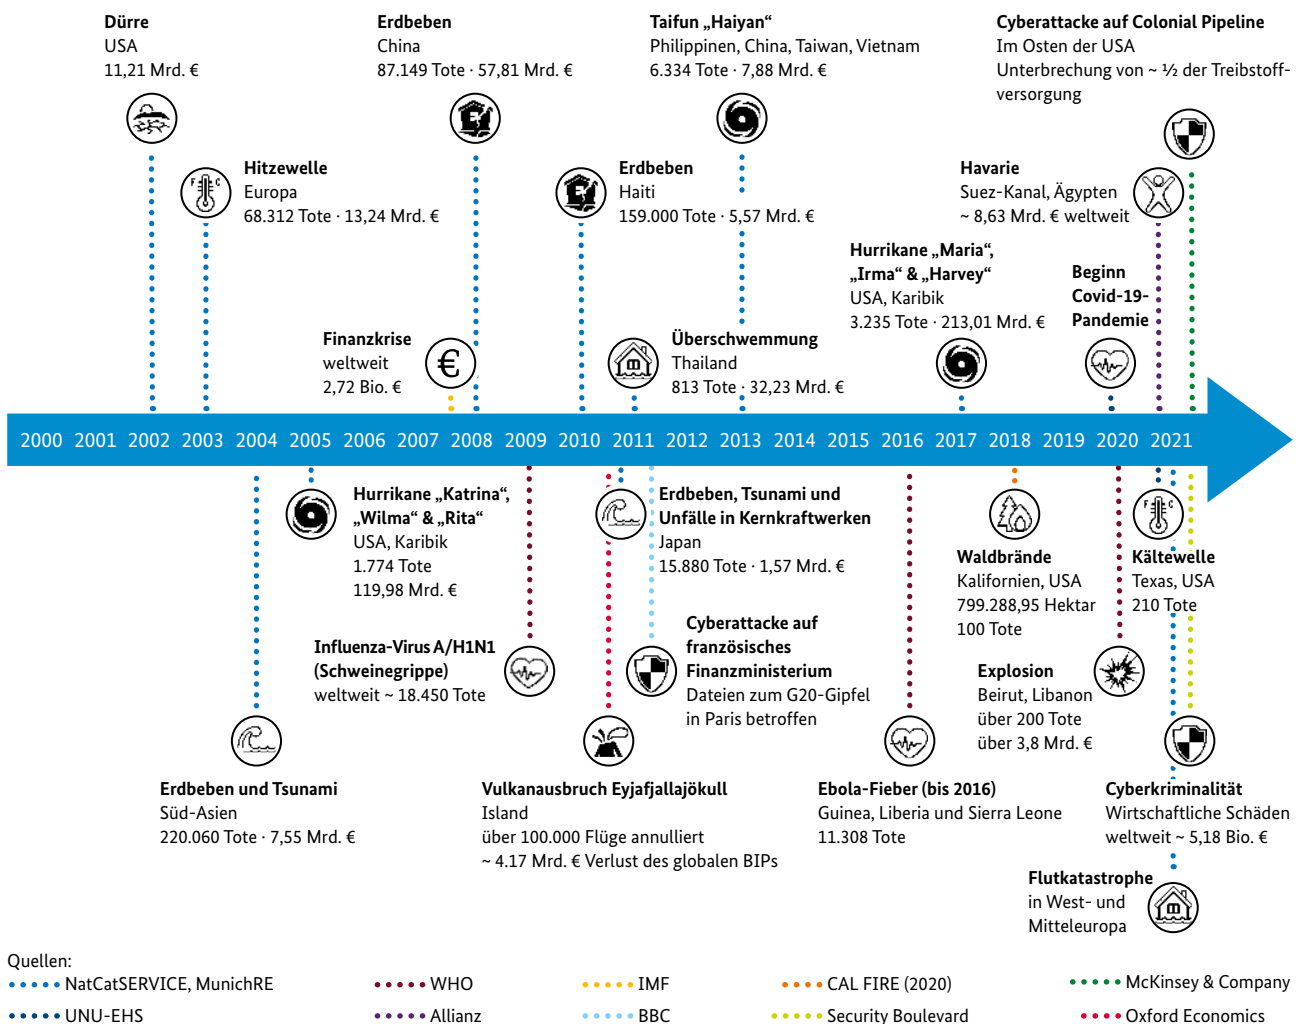 Dürre
USA
11,21 Mrd. €
Erdbeben
China
87.149 Tote · 57,81 Mrd. €
Taifun „Haiyan“
Philippinen, China, Taiwan, Vietnam
6.334 Tote · 7,88 Mrd. €
Cyberattacke auf Colonial Pipeline
Im Osten der USA
Unterbrechung von ~ ½ der Treibstoff-
versorgung
F C
Hitzewelle
Europa
68.312 Tote · 13,24 Mrd. €
Erdbeben
Haiti
159.000 Tote · 5,57 Mrd. €
Havarie
Suez-Kanal, Ägypten
~ 8,63 Mrd. € weltweit
Hurrikane „Maria“,
„Irma“ & „Harvey“
USA, Karibik
3.235 Tote · 213,01 Mrd. €
Beginn
Covid-19-
Pandemie
Finanzkrise
weltweit
2,72 Bio. €
€
Überschwemmung
Thailand
813 Tote · 32,23 Mrd. €
2000 2001 2002 2003 2004 2005 2006 2007 2008 2009 2010 2011 2012 2013 2014 2015 2016 2017 2018 2019 2020 2021
Hurrikane „Katrina“,
„Wilma“ & „Rita“
USA, Karibik
1.774 Tote
119,98 Mrd. €
Erdbeben, Tsunami und
Unfälle in Kernkraftwerken
Japan
15.880 Tote · 1,57 Mrd. €
Waldbrände
Kalifornien, USA
799.288,95 Hektar
100 Tote
F C
Kältewelle
Texas, USA
210 Tote
Influenza-Virus A/H1N1
(Schweinegrippe)
weltweit ~ 18.450 Tote
Cyberattacke auf
französisches
Finanzministerium
Dateien zum G20-Gipfel
in Paris betroffen
Explosion
Beirut, Libanon
über 200 Tote
über 3,8 Mrd. €
Erdbeben und Tsunami
Süd-Asien
220.060 Tote · 7,55 Mrd. €
Vulkanausbruch Eyjafjallajökull
Island
über 100.000 Flüge annulliert
~ 4.17 Mrd. € Verlust des globalen BIPs
Ebola-Fieber (bis 2016)
Guinea, Liberia und Sierra Leone
11.308 Tote
Cyberkriminalität
Wirtschaftliche Schäden
weltweit ~ 5,18 Bio. €
Flutkatastrophe
in West- und
Mitteleuropa
Quellen:
NatCatSERVICE, MunichRE
WHO
IMF
CAL FIRE (2020)
McKinsey & Company
UNU-EHS
Allianz
BBC
Security Boulevard
Oxford Economics